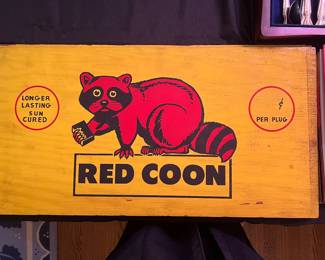 LONGER
LASTING
SUN
CURED
¢
PER PLUG
RED COON